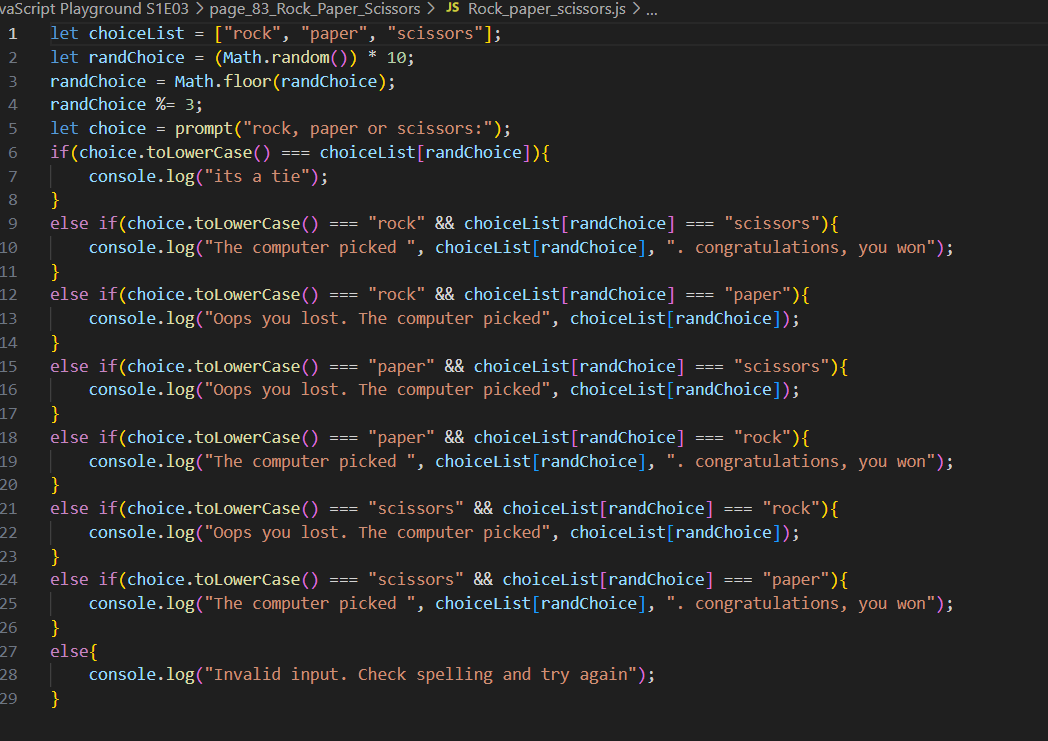 vaScript Playground S1E03 > page_83_Rock_Paper_Scissors > JS Rock_paper_scissors.js > ...
1 let choiceList = ["rock", "paper", "scissors"];
2 let randChoice = (Math.random()) * 10;
3 randChoice = Math.floor(randChoice);
4 randChoice %= 3;
5 let choice = prompt("rock, paper or scissors:");
6 if(choice.toLowerCase() === choiceList[randChoice]){
7     console.log("its a tie");
8 }
9 else if(choice.toLowerCase() === "rock" && choiceList[randChoice] === "scissors"){
10     console.log("The computer picked ", choiceList[randChoice], ". congratulations, you won");
11 }
12 else if(choice.toLowerCase() === "rock" && choiceList[randChoice] === "paper"){
13     console.log("Oops you lost. The computer picked", choiceList[randChoice]);
14 }
15 else if(choice.toLowerCase() === "paper" && choiceList[randChoice] === "scissors"){
16     console.log("Oops you lost. The computer picked", choiceList[randChoice]);
17 }
18 else if(choice.toLowerCase() === "paper" && choiceList[randChoice] === "rock"){
19     console.log("The computer picked ", choiceList[randChoice], ". congratulations, you won");
20 }
21 else if(choice.toLowerCase() === "scissors" && choiceList[randChoice] === "rock"){
22     console.log("Oops you lost. The computer picked", choiceList[randChoice]);
23 }
24 else if(choice.toLowerCase() === "scissors" && choiceList[randChoice] === "paper"){
25     console.log("The computer picked ", choiceList[randChoice], ". congratulations, you won");
26 }
27 else{
28     console.log("Invalid input. Check spelling and try again");
29 }